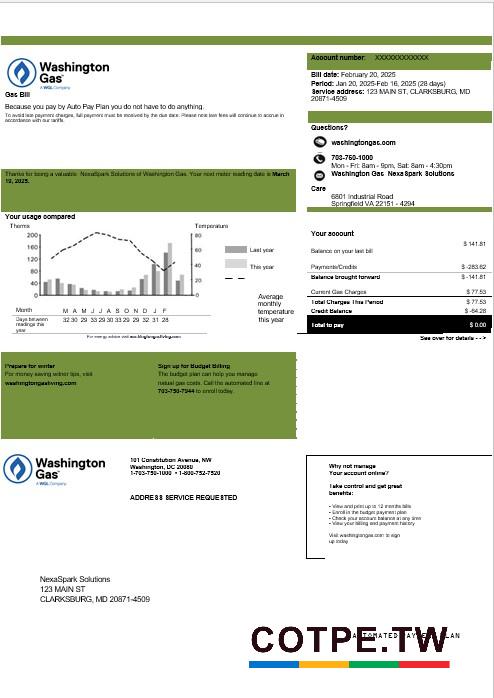 Washington
Gas
A WGL Company
Gas Bill
Because you pay by Auto Pay Plan you do not have to do anything.
To avoid late payment charges, full payment must be received by the due date. Please note late fees will continue to accrue in
accordance with our tariffs.
Account number: XXXXXXXXXXXX
Bill date: February 20, 2025
Period: Jan 20, 2025-Feb 16, 2025 (28 days)
Service address: 123 MAIN ST, CLARKSBURG, MD
20871-4509
Questions?
washingtongas.com
703-750-1000
Mon - Fri: 8am - 9pm, Sat: 8am - 4:30pm
Washington Gas NexaSpark Solutions
Care
6801 Industrial Road
Springfield VA 22151 - 4294
Thanks for being a valuable NexaSpark Solutions of Washington Gas. Your next meter reading date is March
19, 2025.
Your usage compared
Therms
Temperature
200
160
120
80
40
0
80
60
40
20
0
Last year
This year
Average
monthly
temperature
this year
Month M A M J J A S O N D J F
Days between
readings this
year
32 30 29 33 29 30 33 29 29 32 31 28
For energy advice visit washingtongasliving.com
Your account
Balance on your last bill $ 141.81
Payments/Credits $ -283.62
Balance brought forward $ -141.81
Current Gas Charges $ 77.53
Total Charges This Period $ 77.53
Credit Balance $ -64.28
Total to pay $ 0.00
See over for details - - >
Prepare for winter
For money saving winter tips, visit
washingtongasliving.com
Sign up for Budget Billing
The budget plan can help you manage
natural gas costs. Call the automated line at
703-750-7944 to enroll today.
Washington
Gas
A WGL Company
101 Constitution Avenue, NW
Washington, DC 20080
1-703-750-1000 • 1-800-752-7520
ADDRESS SERVICE REQUESTED
Why not manage
Your account online?
Take control and get great
benefits:
• View and print up to 12 months bills
• Enroll in the budget payment plan
• Check your account balance at any time
• View your billing and payment history
Visit washingtongas.com to sign
up today
NexaSpark Solutions
123 MAIN ST
CLARKSBURG, MD 20871-4509
AUTOMATED PAYMENT PLAN
COTPE.TW